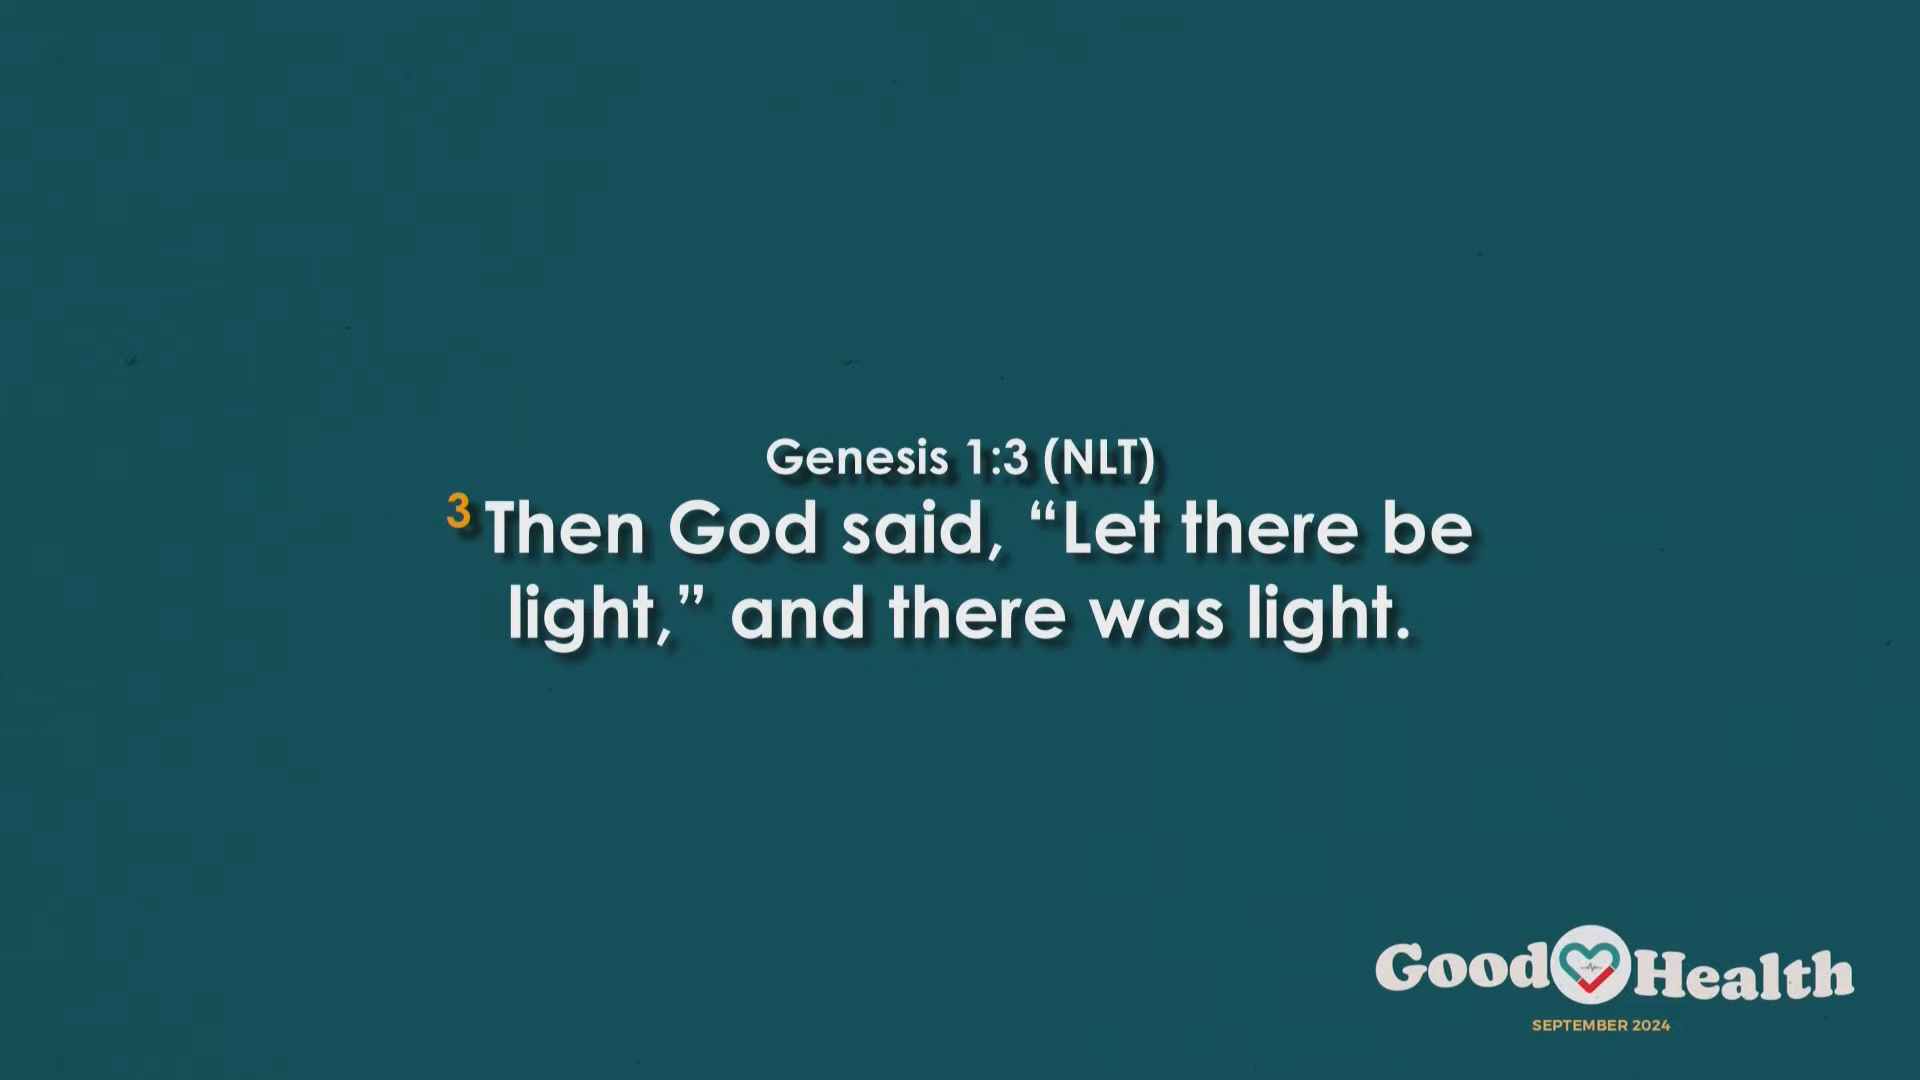 Genesis 1:3 (NLT)
3 Then God said, “Let there be
light,” and there was light.
Good Health
SEPTEMBER 2024